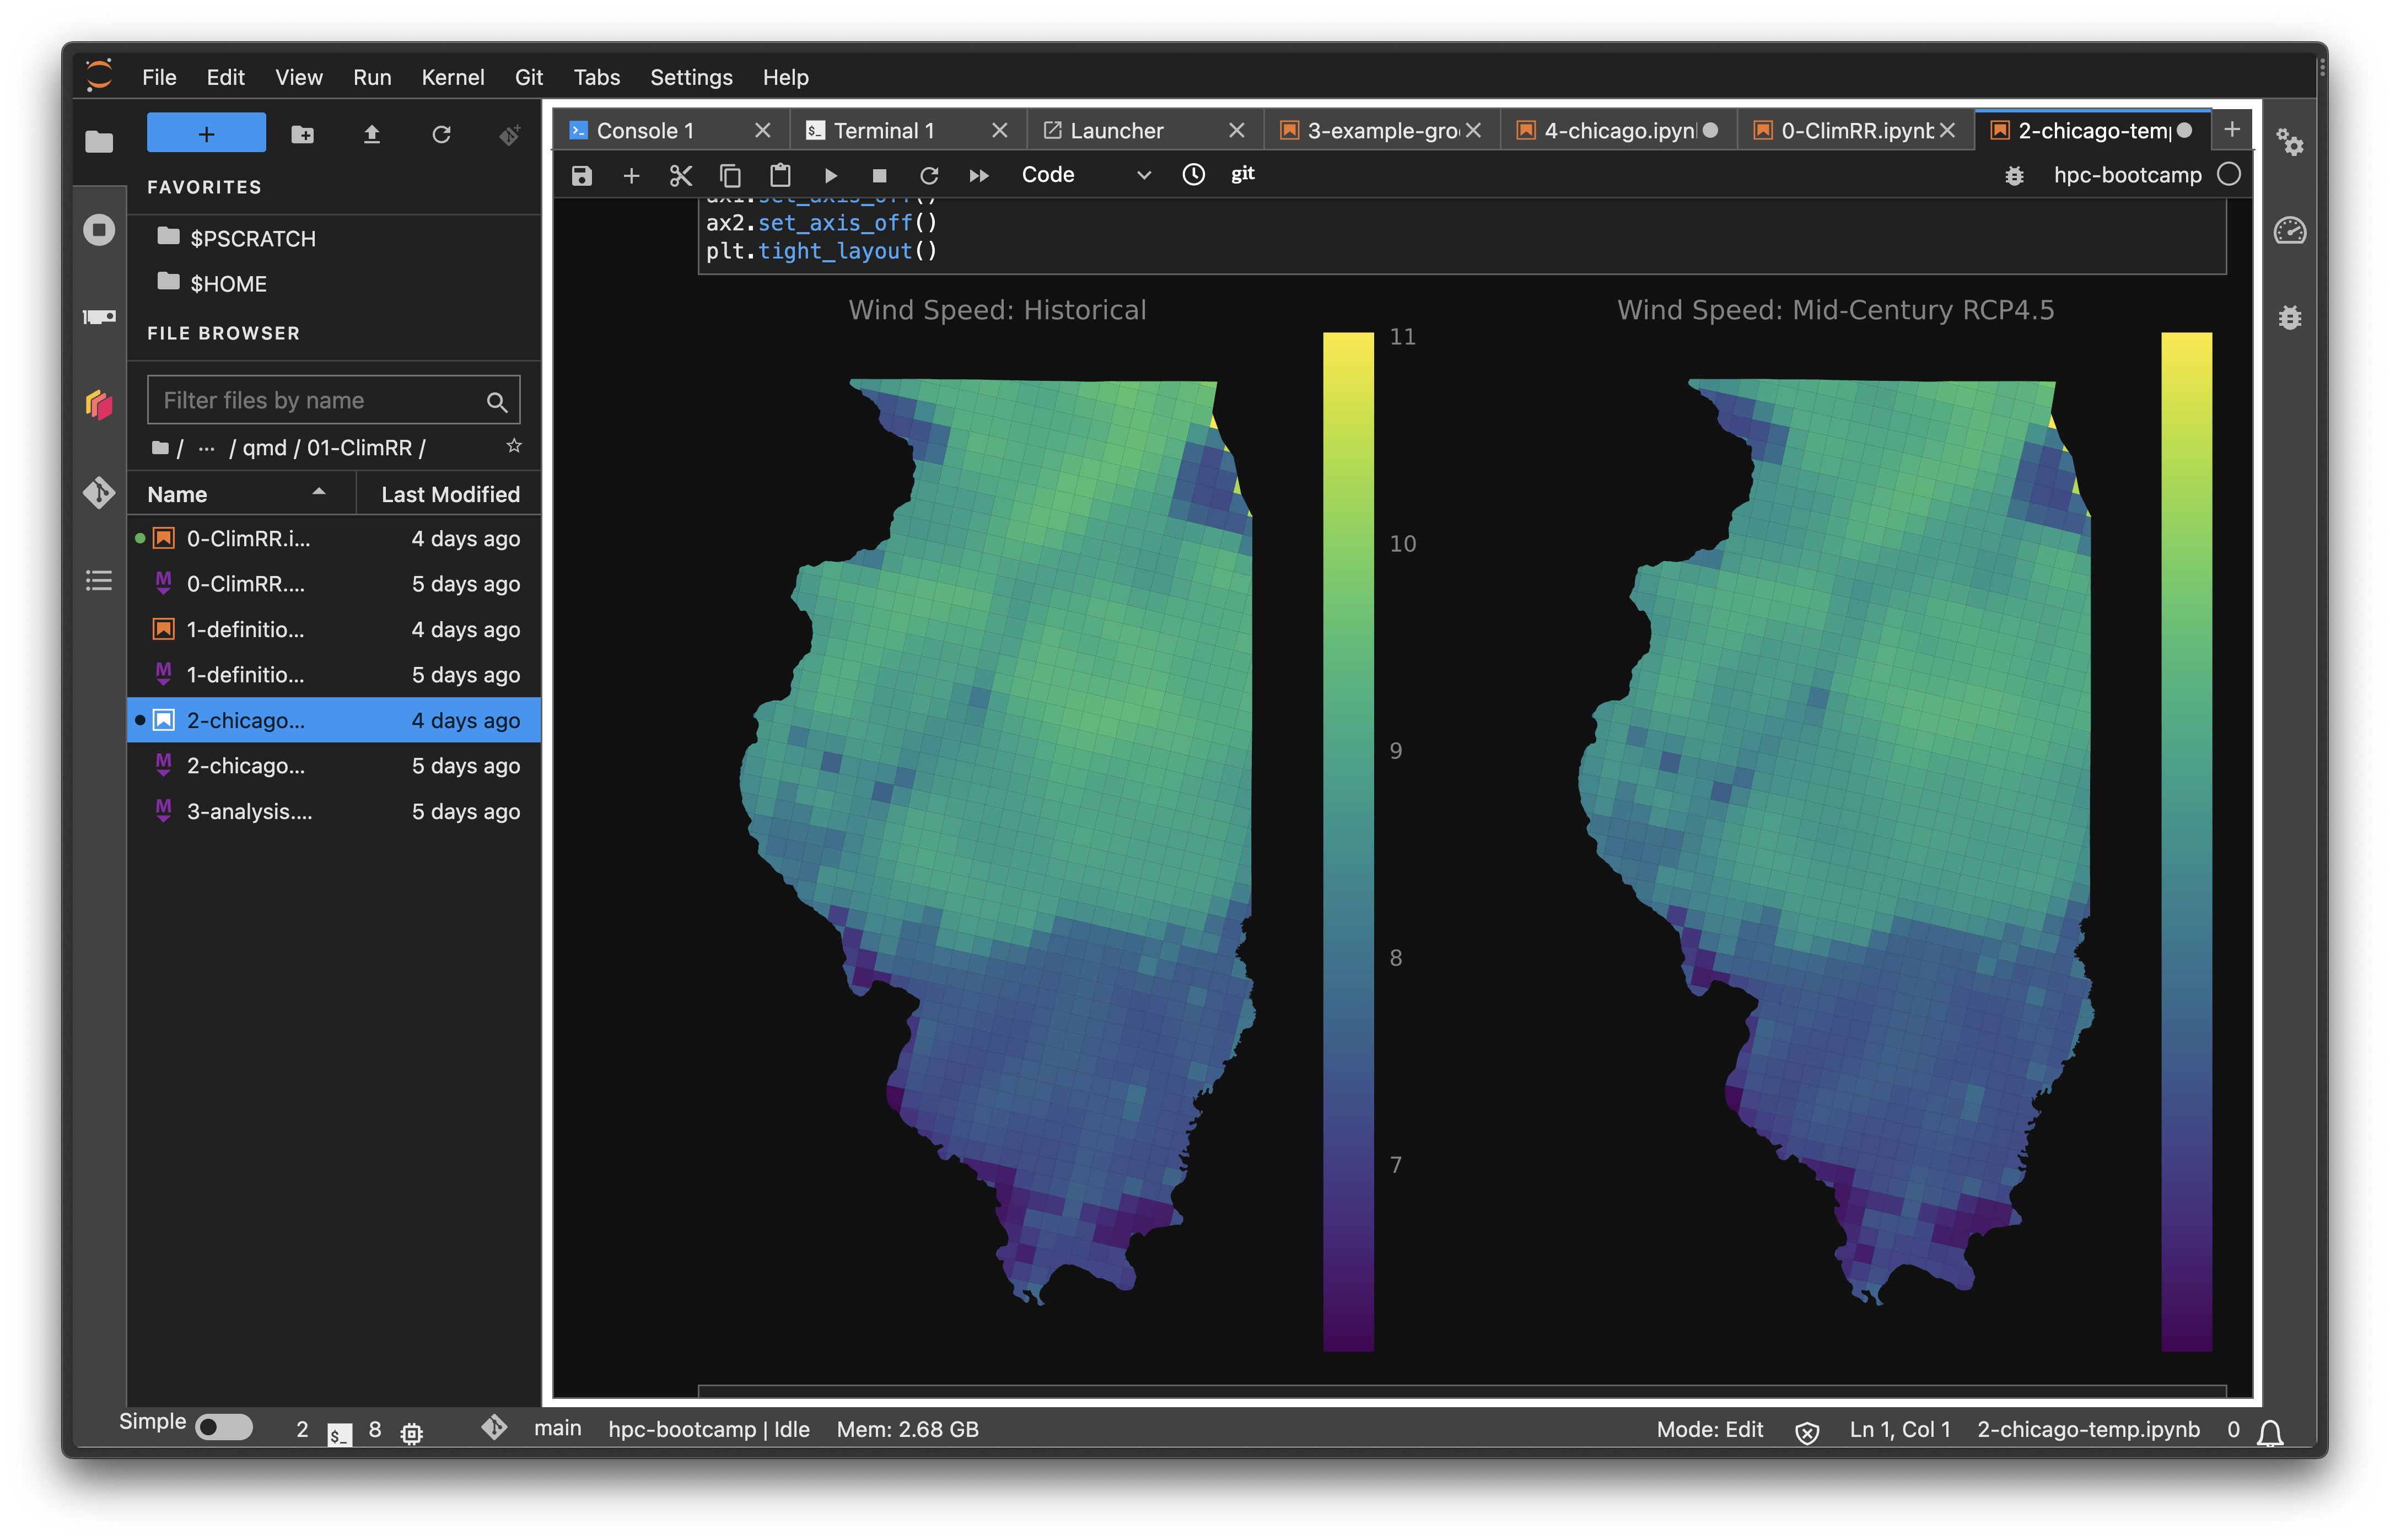 File Edit View Run Kernel Git Tabs Settings Help
FAVORITES
$PSCRATCH
$HOME
FILE BROWSER
Filter files by name
/ ... / qmd / 01-ClimRR /
Name Last Modified
0-ClimRR.i... 4 days ago
0-ClimRR.... 5 days ago
1-definitio... 4 days ago
1-definitio... 5 days ago
2-chicago... 4 days ago
2-chicago... 5 days ago
3-analysis.... 5 days ago
Console 1 Terminal 1 Launcher 3-example-gro 4-chicago.ipyn 0-ClimRR.ipynb 2-chicago-temp
Code git hpc-bootcamp
ax1.set_axis_off()
ax2.set_axis_off()
plt.tight_layout()
Wind Speed: Historical
11
10
9
8
7
Wind Speed: Mid-Century RCP4.5
Simple 2 $_ 8 main hpc-bootcamp | Idle Mem: 2.68 GB Mode: Edit Ln 1, Col 1 2-chicago-temp.ipynb 0